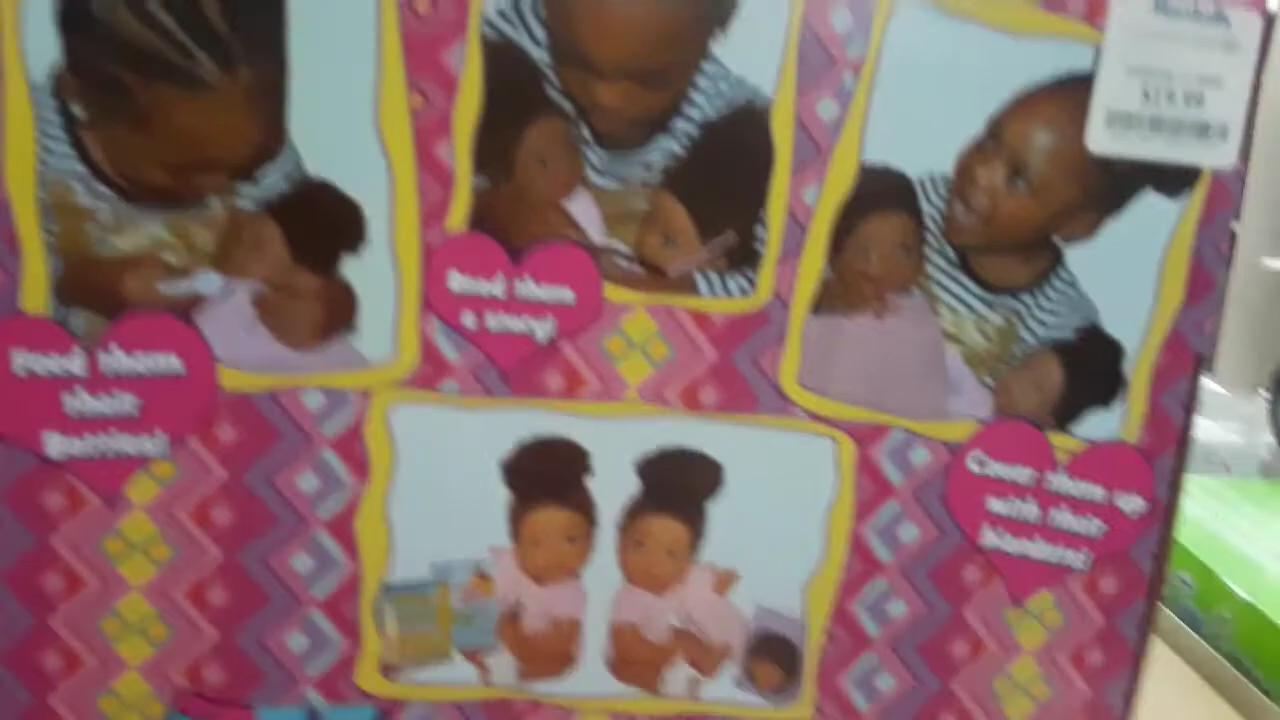 Feed them
their
Bottles!
Read them
a story!
Cover them up
with their
blankets!